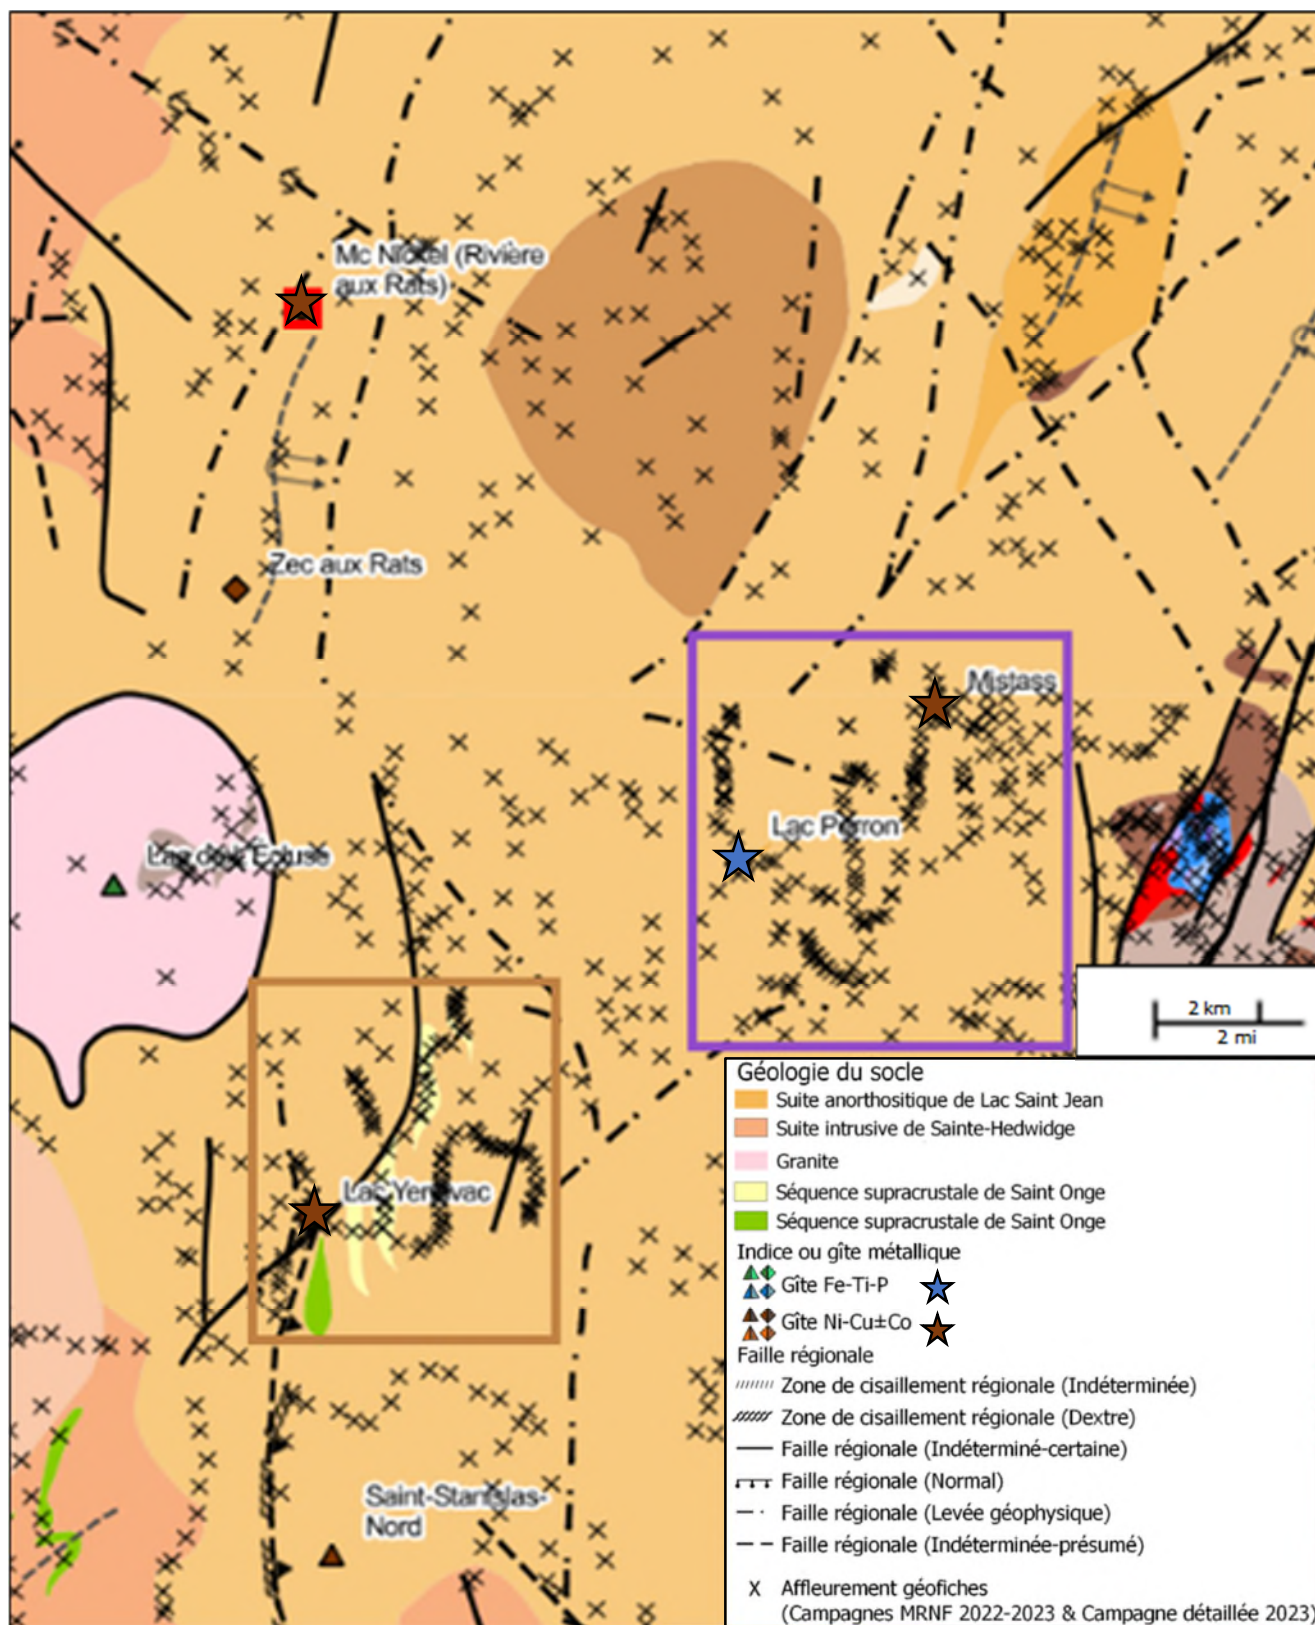 Mc Nickel (Rivière
aux Rats)
Zec aux Rats
Mistass
Lac Perron
Lac de l'Écluse
Lac Yenavac
Saint-Stanislas-
Nord
2 km
2 mi
Géologie du socle
Suite anorthositique de Lac Saint Jean
Suite intrusive de Sainte-Hedwidge
Granite
Séquence supracrustale de Saint Onge
Séquence supracrustale de Saint Onge
Indice ou gîte métallique
Gîte Fe-Ti-P
Gîte Ni-Cu±Co
Faille régionale
Zone de cisaillement régionale (Indéterminée)
Zone de cisaillement régionale (Dextre)
Faille régionale (Indéterminé-certaine)
Faille régionale (Normal)
Faille régionale (Levée géophysique)
Faille régionale (Indéterminée-présumé)
X Affleurement géofiches
(Campagnes MRNF 2022-2023 & Campagne détaillée 2023)